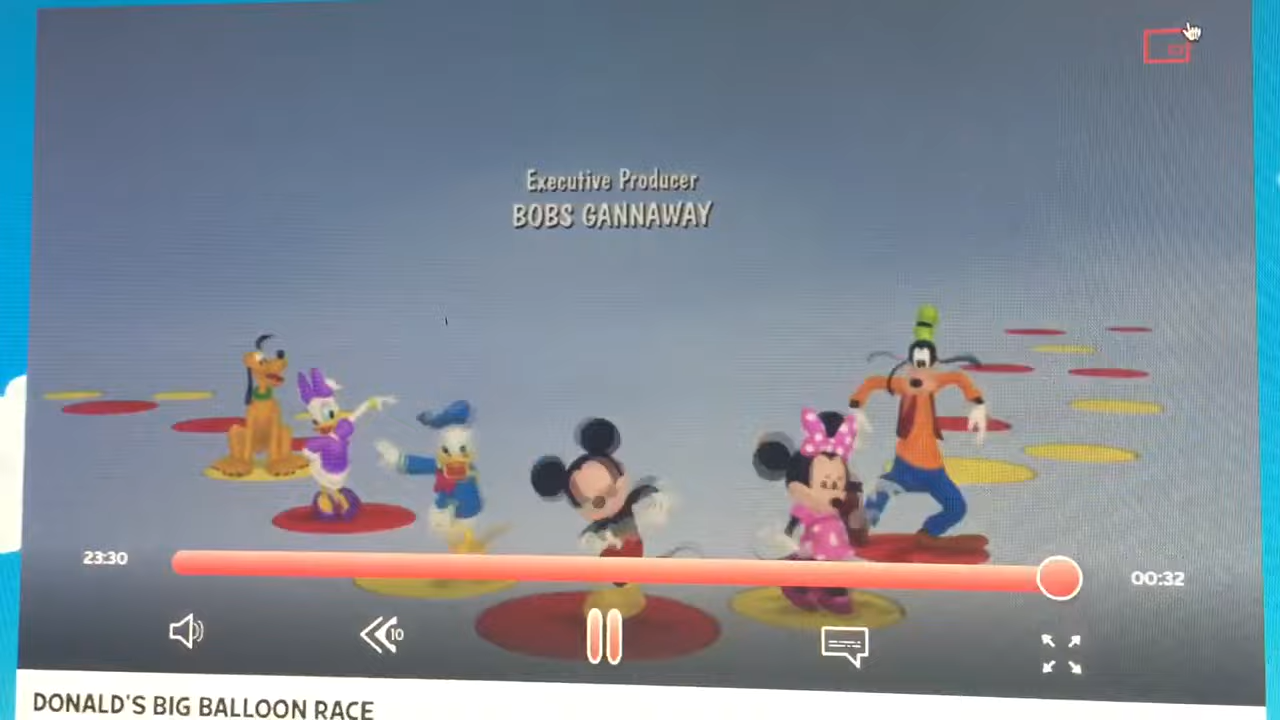 Executive Producer
BOBS GANNAWAY
23:30
00:32
10
DONALD'S BIG BALLOON RACE